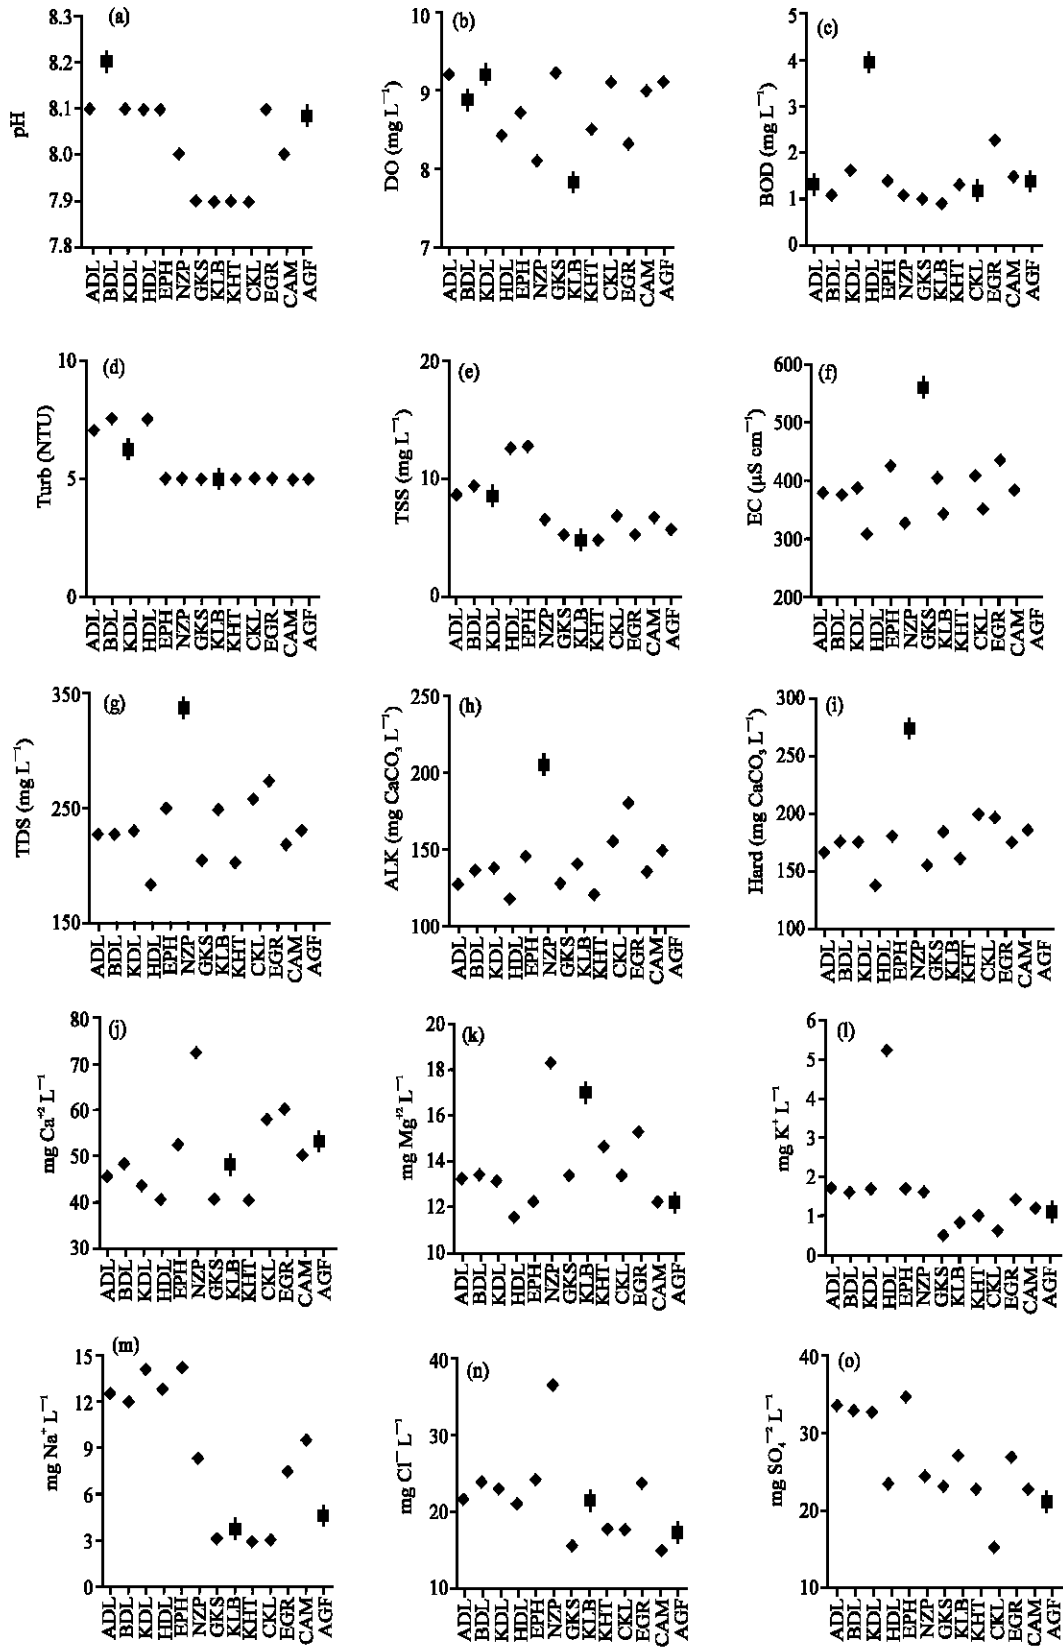 (a)
pH
8.3
8.2
8.1
8.0
7.9
7.8
ADL BDL KDL HDL EPH NZP GKS KLB KHT CKL EGR CAM AGF
(b)
DO (mg L⁻¹)
10
9
8
7
ADL BDL KDL HDL EPH NZP GKS KLB KHT CKL EGR CAM AGF
(c)
BOD (mg L⁻¹)
5
4
3
2
1
0
ADL BDL KDL HDL EPH NZP GKS KLB KHT CKL EGR CAM AGF
(d)
Turb (NTU)
10
5
0
ADL BDL KDL HDL EPH NZP GKS KLB KHT CKL EGR CAM AGF
(e)
TSS (mg L⁻¹)
20
10
0
ADL BDL KDL HDL EPH NZP GKS KLB KHT CKL EGR CAM AGF
(f)
EC (µS cm⁻¹)
600
500
400
300
200
ADL BDL KDL HDL EPH NZP GKS KLB KHT CKL EGR CAM AGF
(g)
TDS (mg L⁻¹)
350
250
150
ADL BDL KDL HDL EPH NZP GKS KLB KHT CKL EGR CAM AGF
(h)
ALK (mg CaCO₃ L⁻¹)
250
200
150
100
ADL BDL KDL HDL EPH NZP GKS KLB KHT CKL EGR CAM AGF
(i)
Hard (mg CaCO₃ L⁻¹)
300
250
200
150
100
ADL BDL KDL HDL EPH NZP GKS KLB KHT CKL EGR CAM AGF
(j)
mg Ca⁺² L⁻¹
80
70
60
50
40
30
ADL BDL KDL HDL EPH NZP GKS KLB KHT CKL EGR CAM AGF
(k)
mg Mg⁺² L⁻¹
20
18
16
14
12
10
ADL BDL KDL HDL EPH NZP GKS KLB KHT CKL EGR CAM AGF
(l)
mg K⁺ L⁻¹
6
5
4
3
2
1
0
ADL BDL KDL HDL EPH NZP GKS KLB KHT CKL EGR CAM AGF
(m)
mg Na⁺ L⁻¹
15
12
9
6
3
0
ADL BDL KDL HDL EPH NZP GKS KLB KHT CKL EGR CAM AGF
(n)
mg Cl⁻ L⁻¹
40
30
20
10
ADL BDL KDL HDL EPH NZP GKS KLB KHT CKL EGR CAM AGF
(o)
mg SO₄⁻² L⁻¹
40
30
20
10
ADL BDL KDL HDL EPH NZP GKS KLB KHT CKL EGR CAM AGF